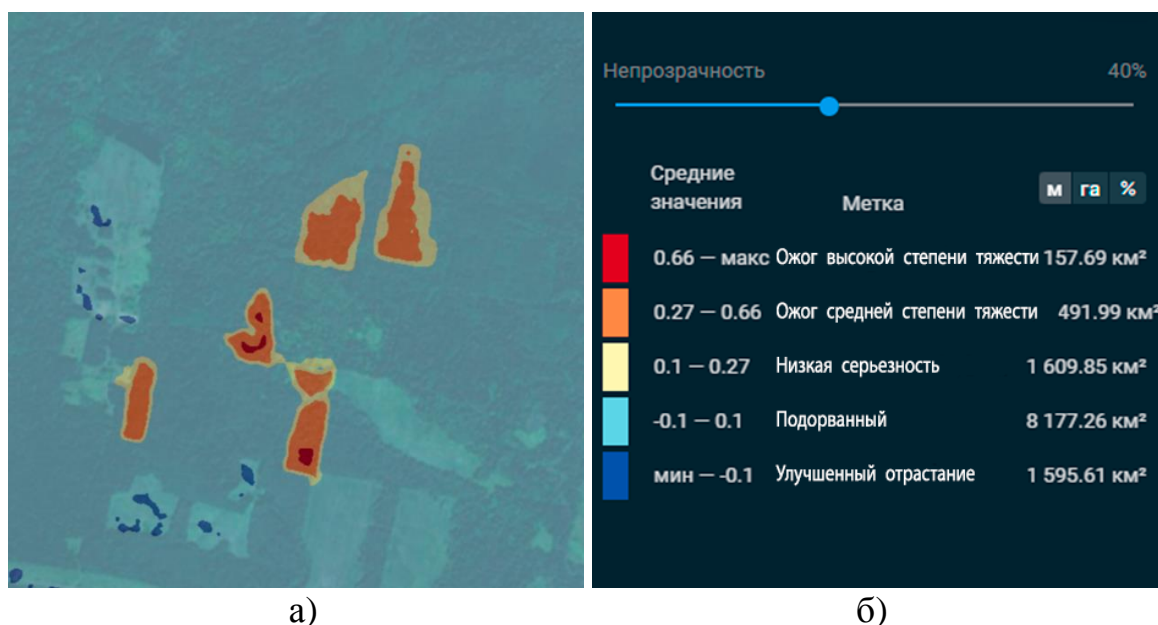 Непрозрачность 40%
Средние
значения Метка м га %
0.66 — макс Ожог высокой степени тяжести 157.69 км²
0.27 — 0.66 Ожог средней степени тяжести 491.99 км²
0.1 — 0.27 Низкая серьезность 1 609.85 км²
-0.1 — 0.1 Подорванный 8 177.26 км²
мин — -0.1 Улучшенный отрастание 1 595.61 км²
а) б)